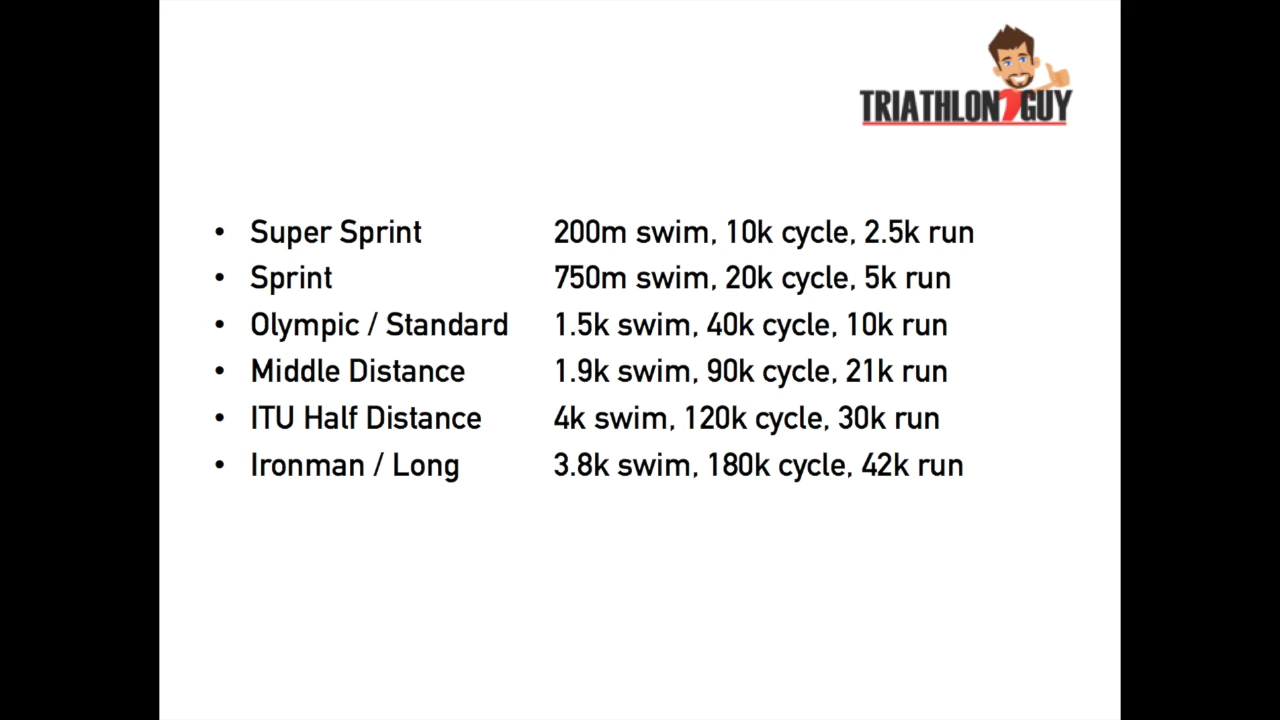 TRIATHLON GUY
• Super Sprint 200m swim, 10k cycle, 2.5k run
• Sprint 750m swim, 20k cycle, 5k run
• Olympic / Standard 1.5k swim, 40k cycle, 10k run
• Middle Distance 1.9k swim, 90k cycle, 21k run
• ITU Half Distance 4k swim, 120k cycle, 30k run
• Ironman / Long 3.8k swim, 180k cycle, 42k run